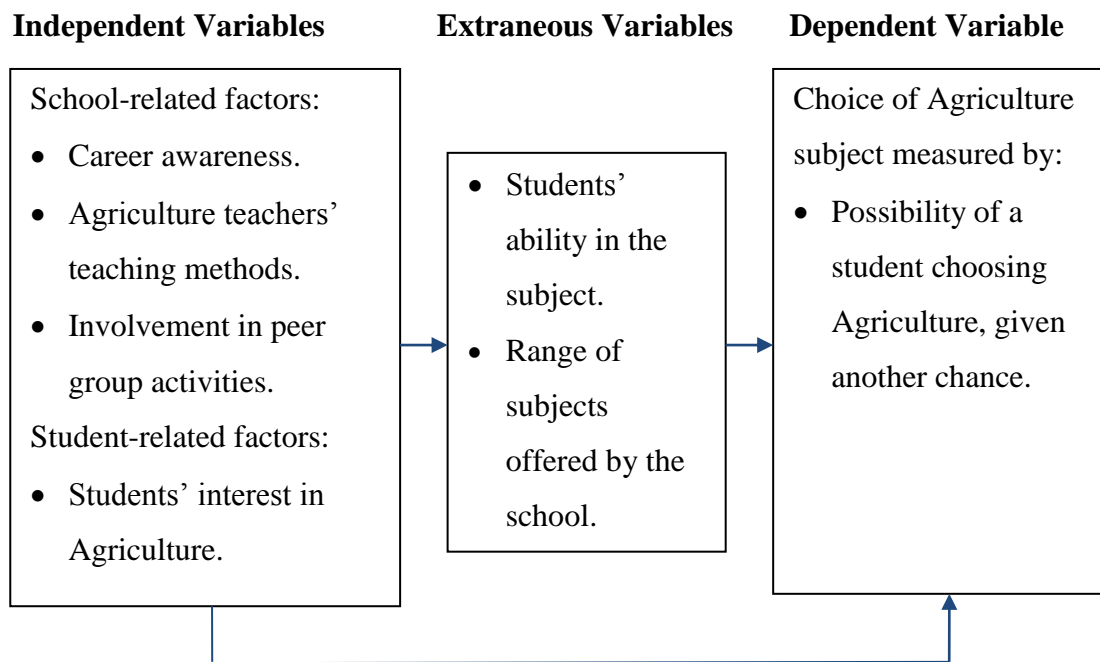 Independent Variables
School-related factors:
• Career awareness.
• Agriculture teachers’
teaching methods.
• Involvement in peer
group activities.
Student-related factors:
• Students’ interest in
Agriculture.
Extraneous Variables
• Students’
ability in the
subject.
• Range of
subjects
offered by the
school.
Dependent Variable
Choice of Agriculture
subject measured by:
• Possibility of a
student choosing
Agriculture, given
another chance.